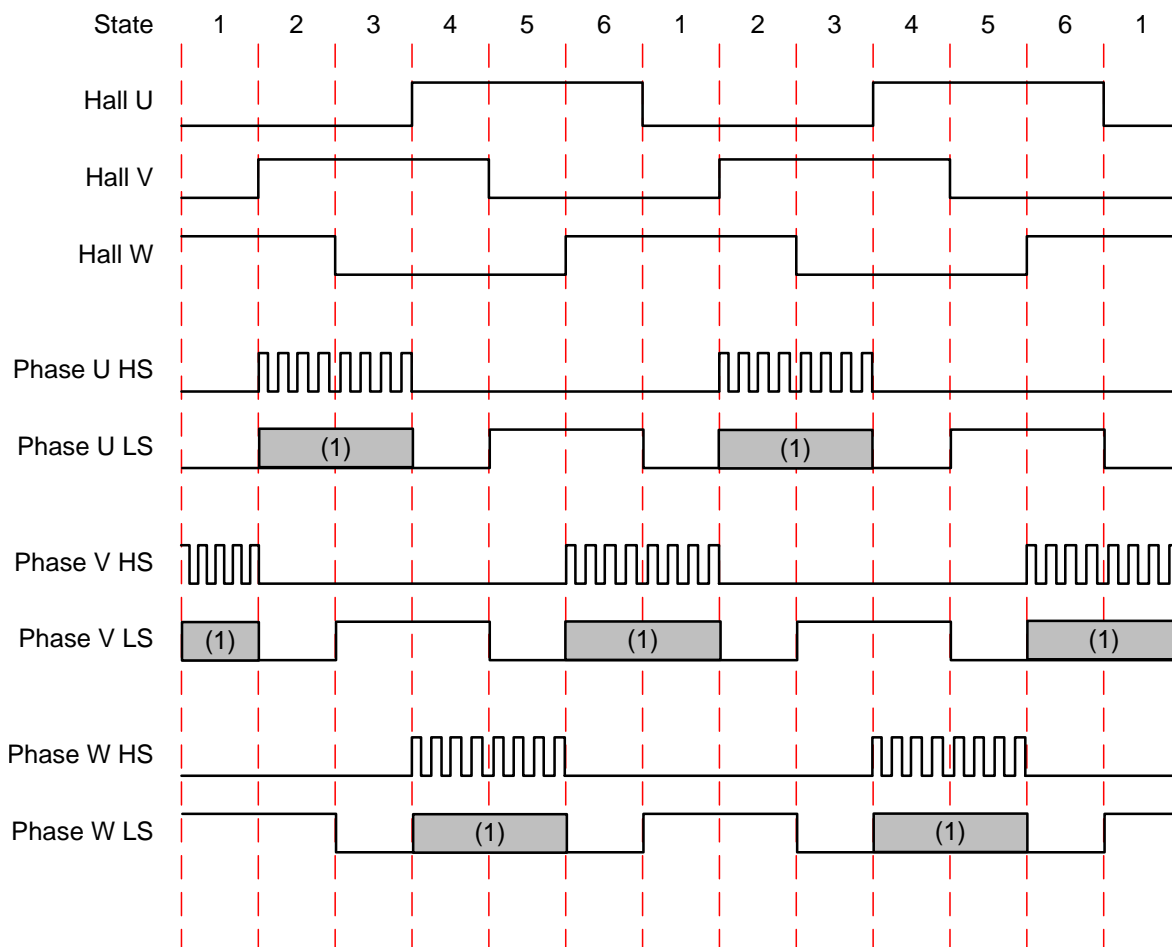 State 1 2 3 4 5 6 1 2 3 4 5 6 1
Hall U
Hall V
Hall W
Phase U HS
Phase U LS (1) (1)
Phase V HS
Phase V LS (1) (1) (1)
Phase W HS
Phase W LS (1) (1)